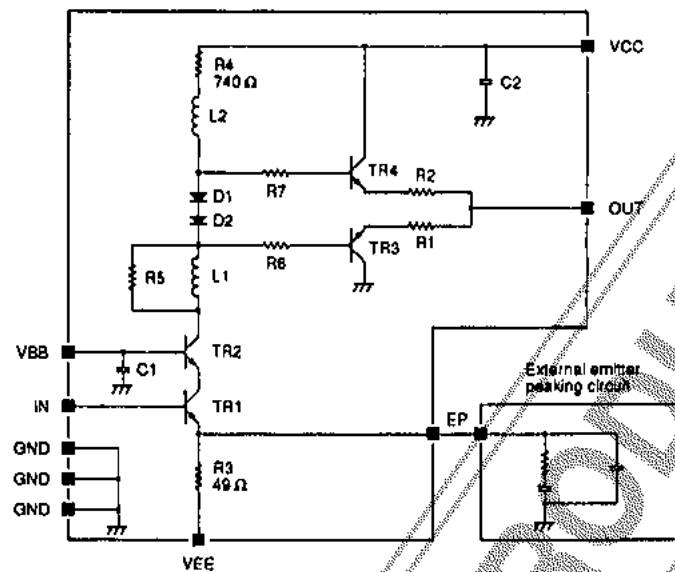 VCC
R4
740 Ω
C2
L2
TR4
R2
R7
D1
D2
OUT
R6
TR3
R1
R5
L1
VBB
C1
TR2
External emitter
peaking circuit
IN
TR1
EP
GND
R3
49 Ω
GND
GND
VEE